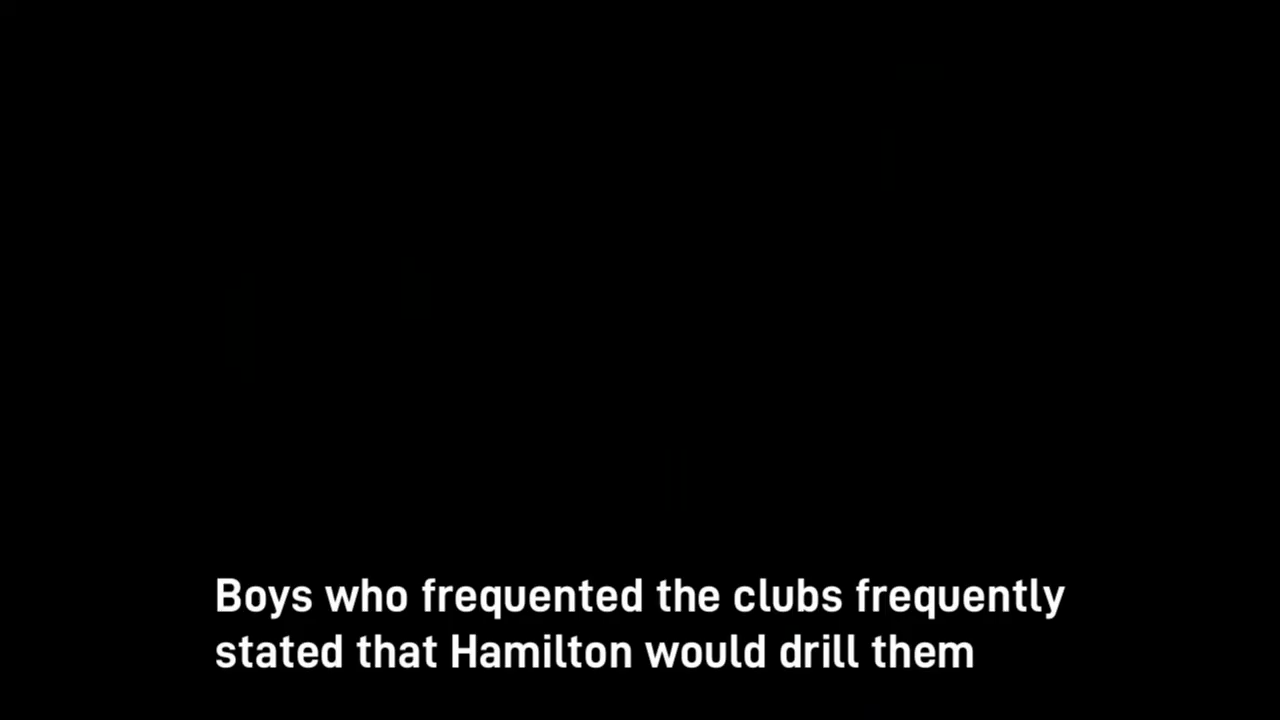 Boys who frequented the clubs frequently
stated that Hamilton would drill them